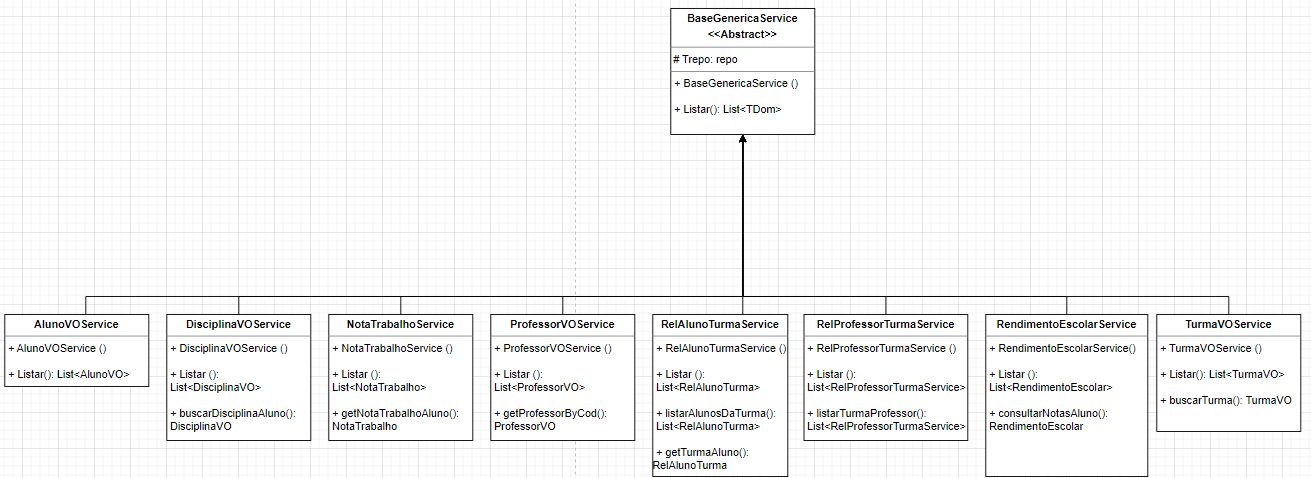 BaseGenericaService
<<Abstract>>
# Trepo: repo
+ BaseGenericaService ()
+ Listar(): List<TDom>
AlunoVOService
+ AlunoVOService ()
+ Listar(): List<AlunoVO>
DisciplinaVOService
+ DisciplinaVOService ()
+ Listar ():
List<DisciplinaVO>
+ buscarDisciplinaAluno():
DisciplinaVO
NotaTrabalhoService
+ NotaTrabalhoService ()
+ Listar ():
List<NotaTrabalho>
+ getNotaTrabalhoAluno():
NotaTrabalho
ProfessorVOService
+ ProfessorVOService ()
+ Listar ():
List<ProfessorVO>
+ getProfessorByCod():
ProfessorVO
RelAlunoTurmaService
+ RelAlunoTurmaService ()
+ Listar ():
List<RelAlunoTurma>
+ listarAlunosDaTurma():
List<RelAlunoTurma>
+ getTurmaAluno():
RelAlunoTurma
RelProfessorTurmaService
+ RelProfessorTurmaService ()
+ Listar ():
List<RelProfessorTurmaService>
+ listarTurmaProfessor():
List<RelProfessorTurmaService>
RendimentoEscolarService
+ RendimentoEscolarService()
+ Listar ():
List<RendimentoEscolar>
+ consultarNotasAluno():
RendimentoEscolar
TurmaVOService
+ TurmaVOService ()
+ Listar(): List<TurmaVO>
+ buscarTurma(): TurmaVO